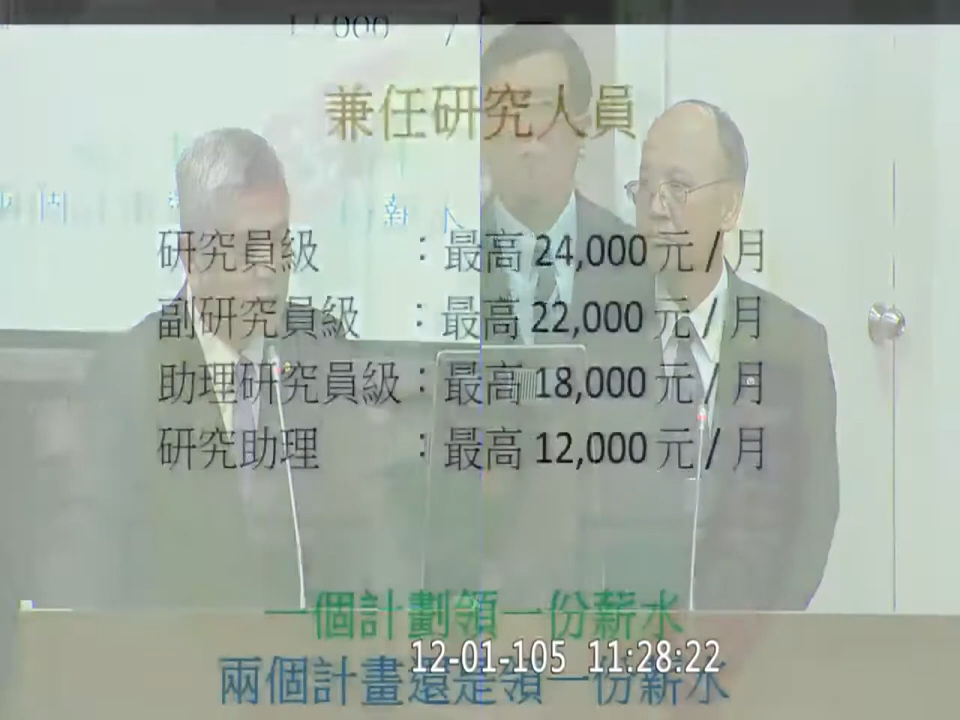 兼任研究人員
研究員級：最高 24,000 元 / 月
副研究員級：最高 22,000 元 / 月
助理研究員級：最高 18,000 元 / 月
研究助理：最高 12,000 元 / 月
一個計劃領一份薪水
12-01-105 11:28:22
兩個計畫還是領一份薪水